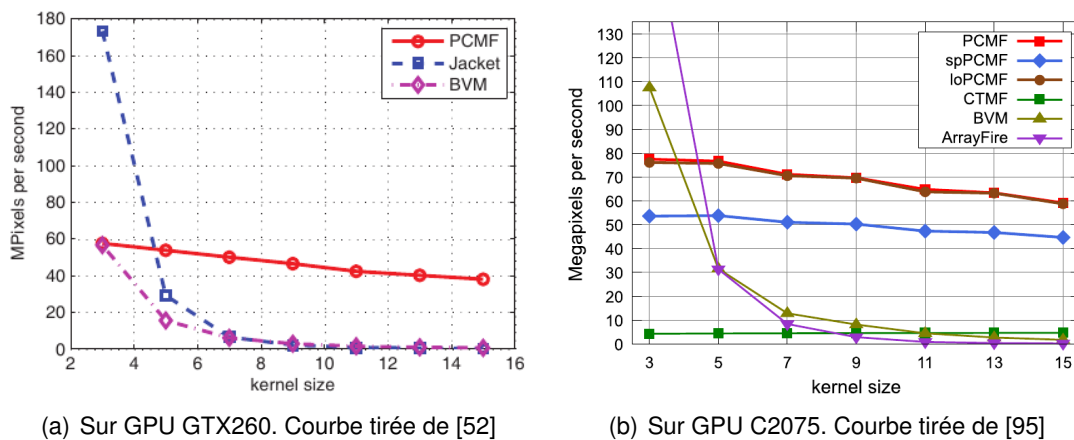 180
160
140
120
100
80
60
40
20
0
MPixels per second
2
4
6
8
10
12
14
16
kernel size
PCMF
Jacket
BVM
(a) Sur GPU GTX260. Courbe tirée de [52]
130
120
110
100
90
80
70
60
50
40
30
20
10
0
Megapixels per second
3
5
7
9
11
13
15
kernel size
PCMF
spPCMF
loPCMF
CTMF
BVM
ArrayFire
(b) Sur GPU C2075. Courbe tirée de [95]